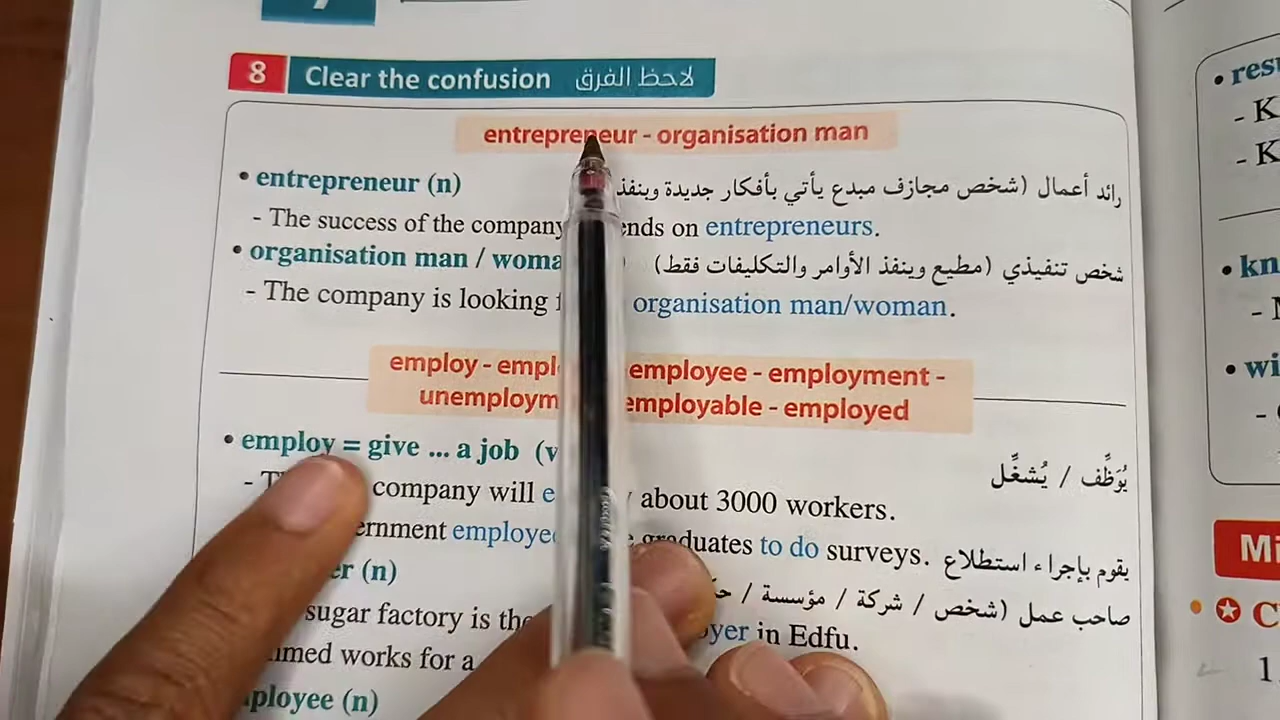 8 Clear the confusion لاحظ الفرق
entrepreneur - organisation man
• entrepreneur (n) رائد أعمال (شخص مجازف مبدع يأتي بأفكار جديدة وينفذ
- The success of the company ends on entrepreneurs.
• organisation man / woma شخص تنفيذي (مطيع وينفذ الأوامر والتكليفات فقط)
- The company is looking organisation man/woman.
employ - empl employee - employment -
unemploym employable - employed
• employ = give ... a job (v يُوَظِّف / يُشغِّل
- company will e about 3000 workers.
ernment employe graduates to do surveys. يقوم بإجراء استطلاع
er (n) صاحب عمل (شخص / شركة / مؤسسة /
sugar factory is the yer in Edfu.
med works for a
ployee (n)
• res
- K
- K
• kn
-
• wi
-
Mi
C
1